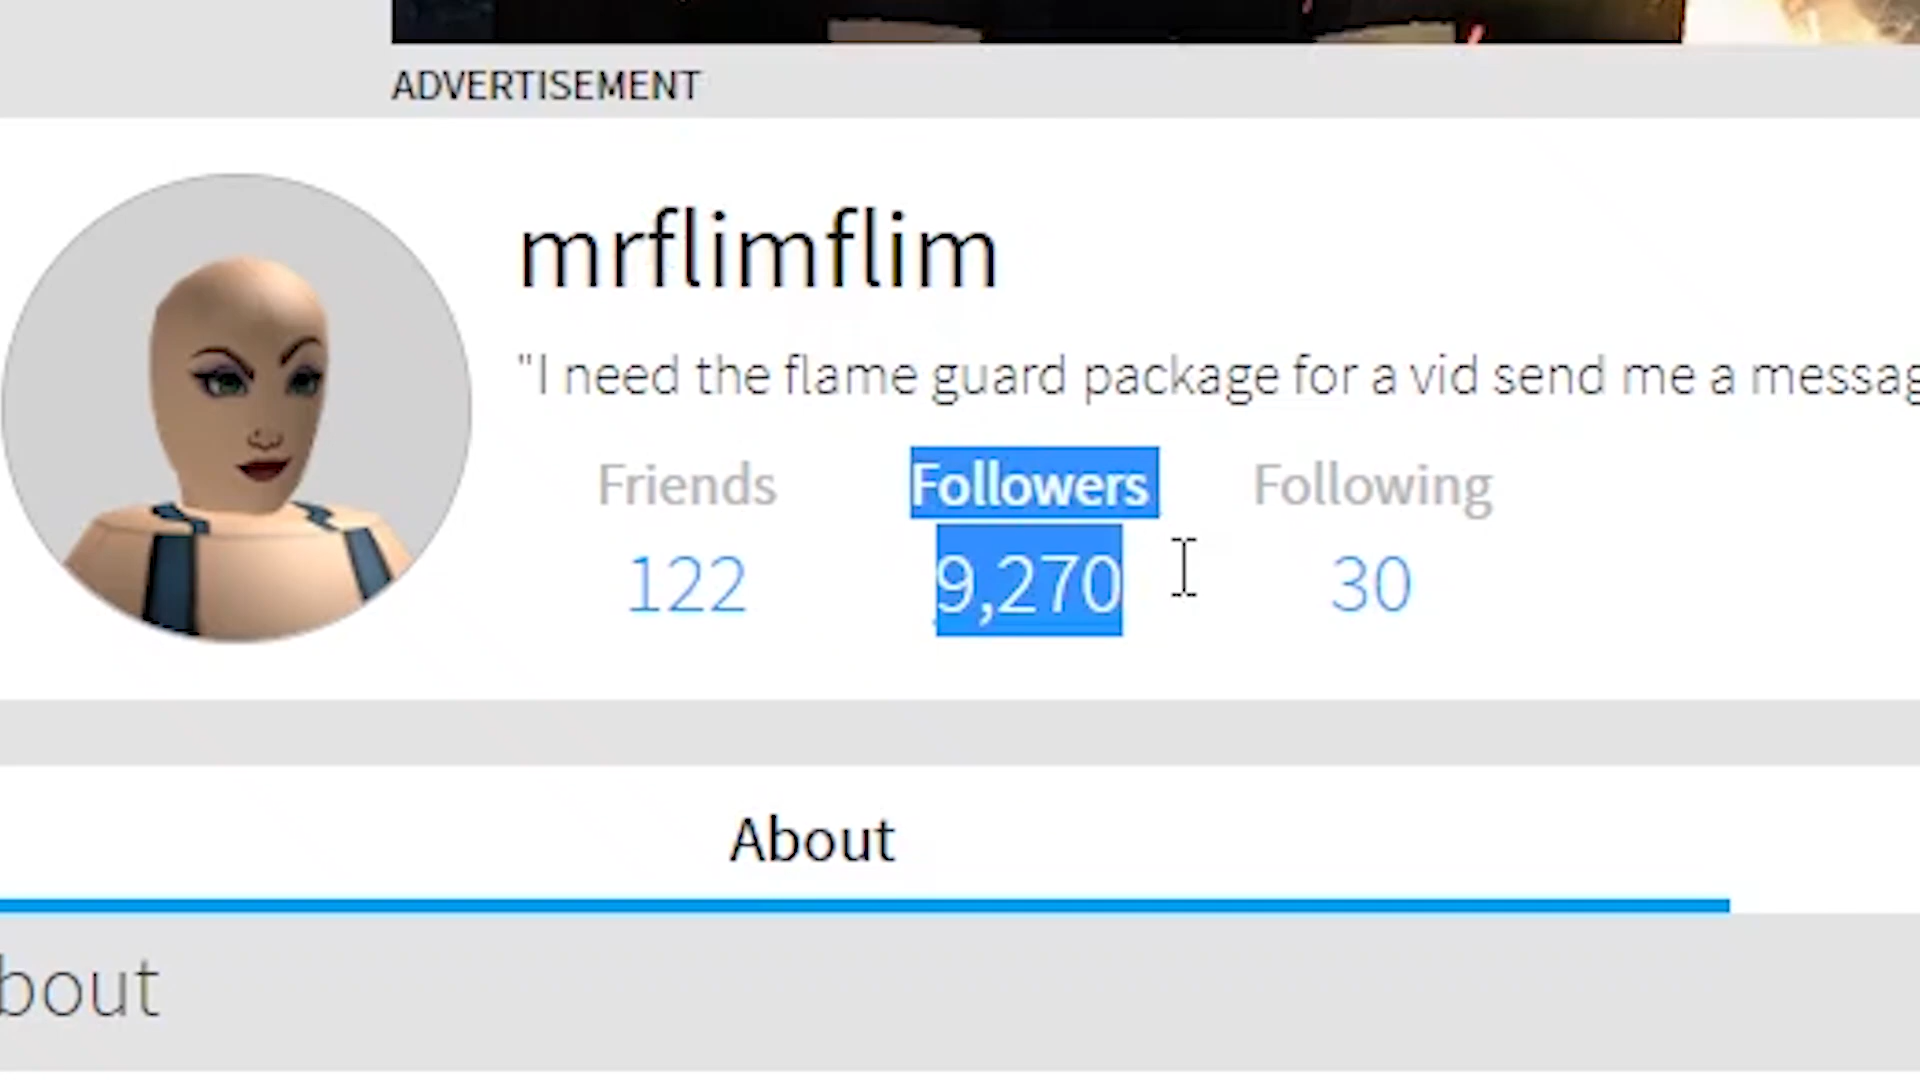 ADVERTISEMENT
mrflimflim
"I need the flame guard package for a vid send me a messag
Friends
Followers
Following
122
9,270
30
About
bout